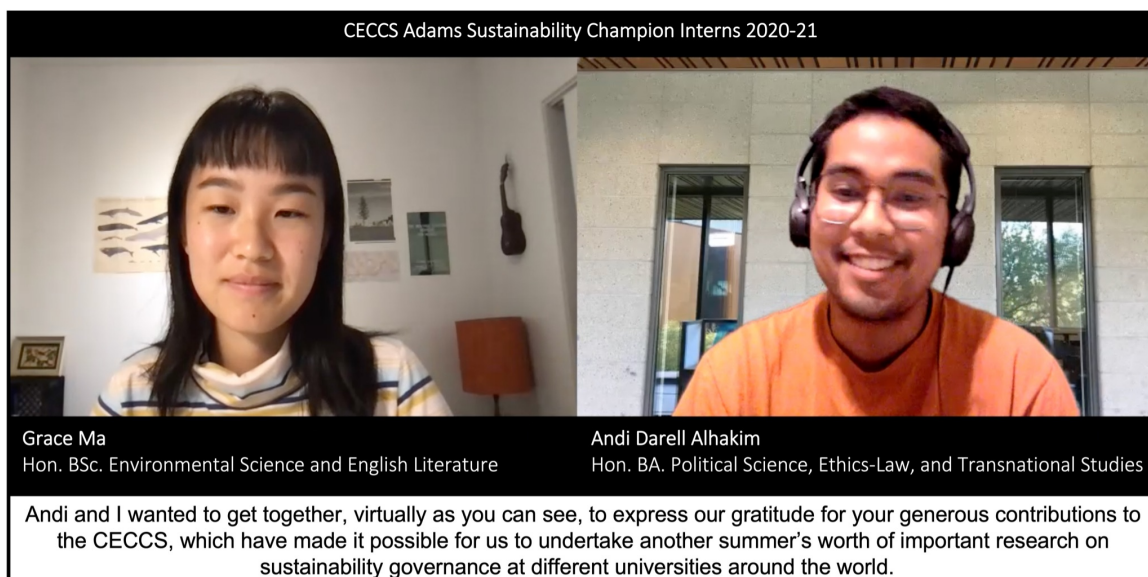 CECCS Adams Sustainability Champion Interns 2020-21
Grace Ma
Hon. BSc. Environmental Science and English Literature
Andi Darell Alhakim
Hon. BA. Political Science, Ethics-Law, and Transnational Studies
Andi and I wanted to get together, virtually as you can see, to express our gratitude for your generous contributions to
the CECCS, which have made it possible for us to undertake another summer's worth of important research on
sustainability governance at different universities around the world.